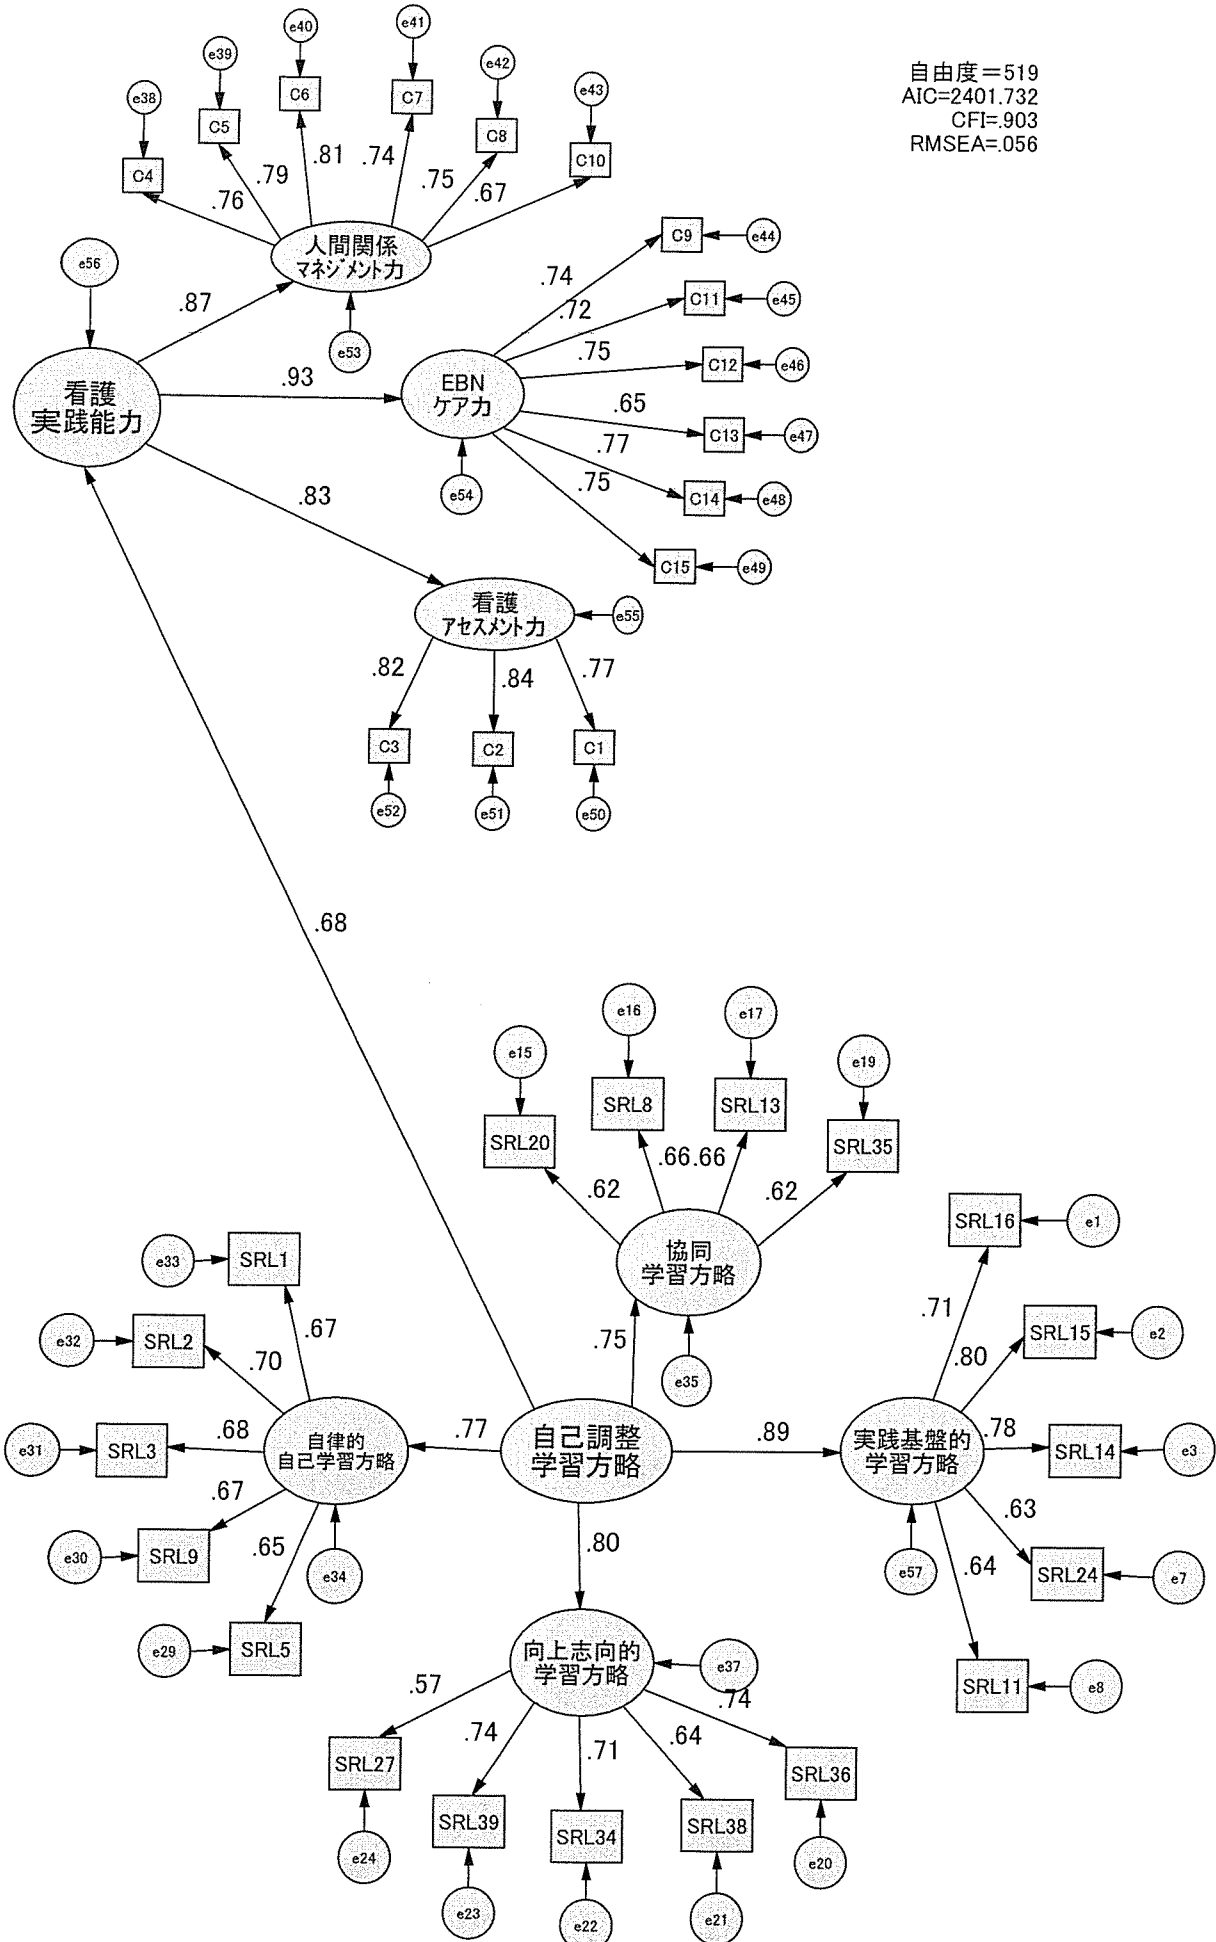 e40
e41
e39
e42
自由度=519
AIC=2401.732
CFI=.903
RMSEA=.056
e38
C6
C7
e43
C5
C8
C4
.79
.81
.74
.75
C10
.76
.67
人間関係
マネジメント力
C9
e44
e56
.74
.87
.72
C11
e45
e53
.75
C12
e46
看護
実践能力
.93
EBN
ケア力
.65
C13
e47
.77
.75
e54
.83
C14
e48
C15
e49
看護
アセスメント力
e55
.82
.84
.77
C3
C2
C1
e52
e51
e50
.68
e16
e17
e15
e19
SRL8
SRL13
SRL20
SRL35
.66
.66
.62
.62
SRL16
e1
e33
SRL1
協同
学習方略
.71
e32
SRL2
.67
.75
SRL15
e2
.70
e35
.80
e31
SRL3
.68
自律的
自己学習方略
.77
自己調整
学習方略
.89
実践基盤的
学習方略
.78
SRL14
e3
.67
.63
e30
SRL9
.65
e34
.80
e57
.64
SRL24
e7
e29
SRL5
向上志向的
学習方略
e37
SRL11
e8
.57
.74
.74
.71
.64
SRL27
SRL36
SRL39
SRL34
SRL38
e24
e20
e23
e22
e21